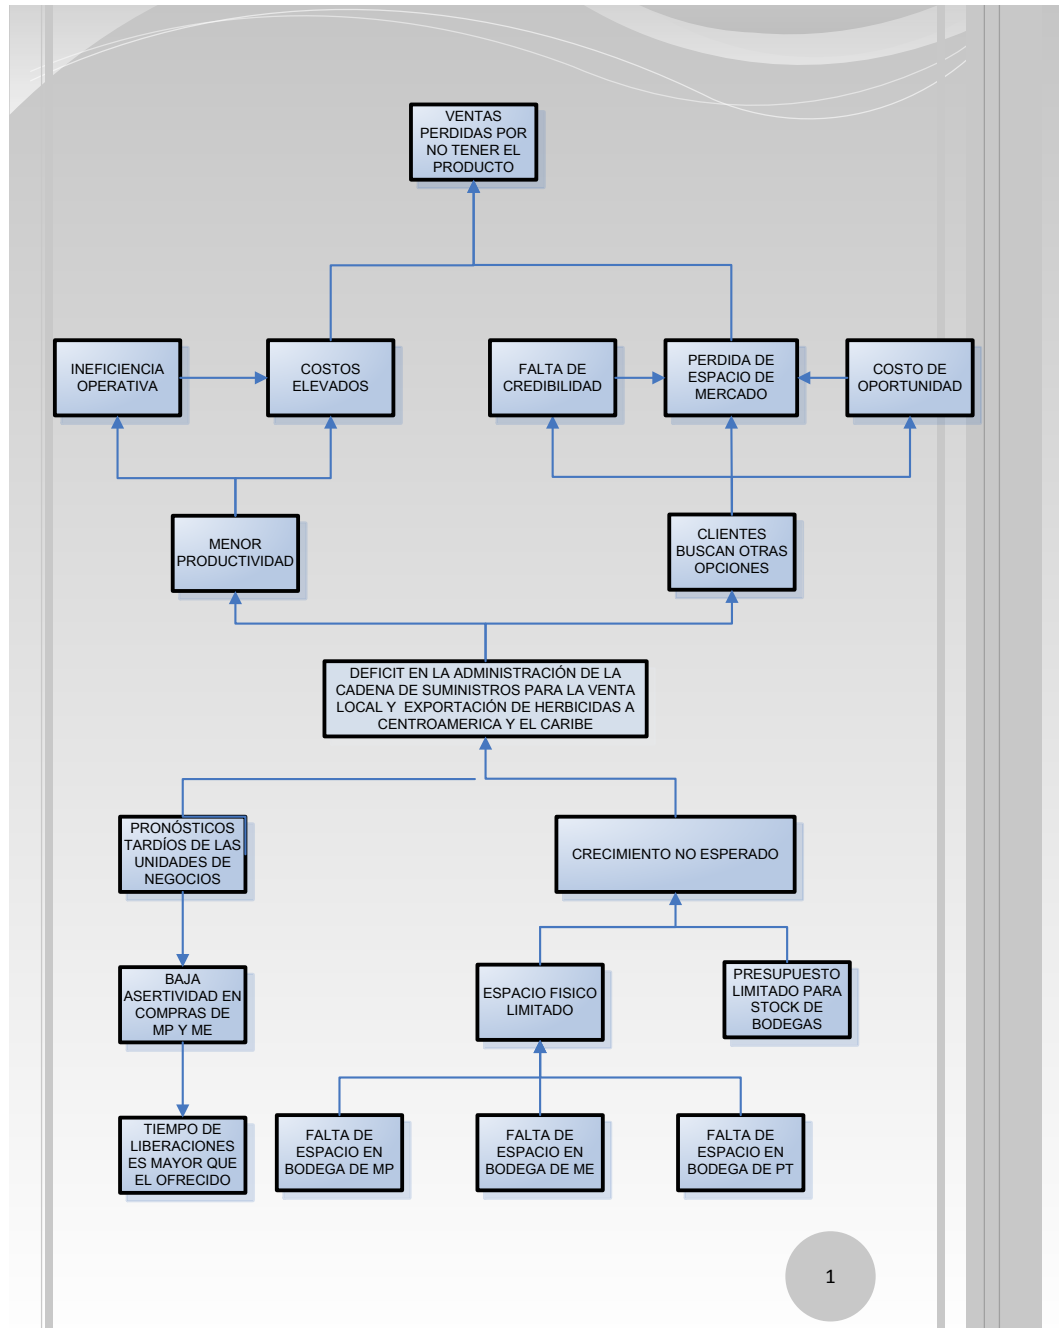 VENTAS
PERDIDAS POR
NO TENER EL
PRODUCTO
INEFICIENCIA
OPERATIVA
COSTOS
ELEVADOS
FALTA DE
CREDIBILIDAD
PERDIDA DE
ESPACIO DE
MERCADO
COSTO DE
OPORTUNIDAD
MENOR
PRODUCTIVIDAD
CLIENTES
BUSCAN OTRAS
OPCIONES
DEFICIT EN LA ADMINISTRACIÓN DE LA
CADENA DE SUMINISTROS PARA LA VENTA
LOCAL Y  EXPORTACIÓN DE HERBICIDAS A
CENTROAMERICA Y EL CARIBE
PRONÓSTICOS
TARDÍOS DE LAS
UNIDADES DE
NEGOCIOS
CRECIMIENTO NO ESPERADO
BAJA
ASERTIVIDAD EN
COMPRAS DE
MP Y ME
ESPACIO FISICO
LIMITADO
PRESUPUESTO
LIMITADO PARA
STOCK DE
BODEGAS
TIEMPO DE
LIBERACIONES
ES MAYOR QUE
EL OFRECIDO
FALTA DE
ESPACIO EN
BODEGA DE MP
FALTA DE
ESPACIO EN
BODEGA DE ME
FALTA DE
ESPACIO EN
BODEGA DE PT
1